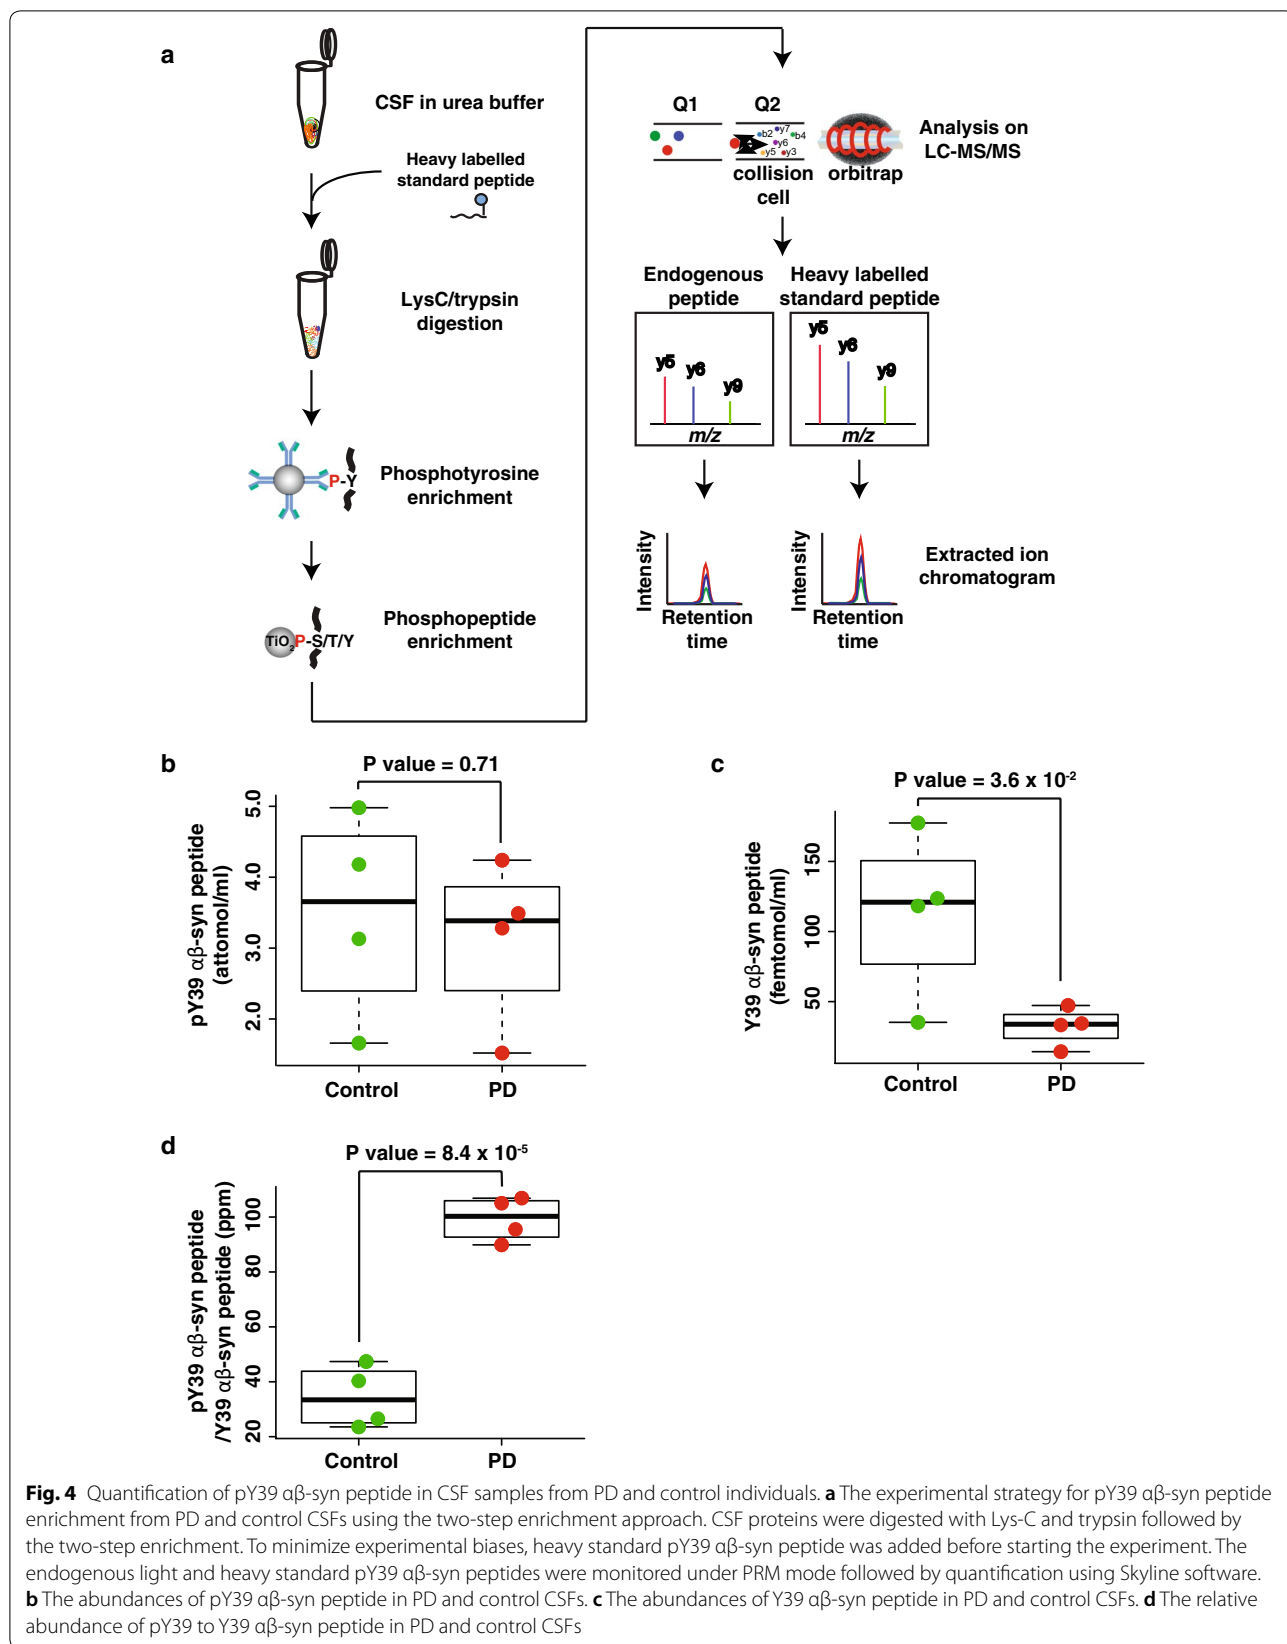 a
CSF in urea buffer
Heavy labelled
standard peptide
LysC/trypsin
digestion
P-Y
Phosphotyrosine
enrichment
TiO2 P-S/T/Y
Phosphopeptide
enrichment
Q1 Q2
b2 y7 b4
y6
y5 y3
collision
cell
orbitrap
Analysis on
LC-MS/MS
Endogenous
peptide
Heavy labelled
standard peptide
y5 y6 y9
m/z
y5 y6 y9
m/z
Intensity
Retention
time
Intensity
Retention
time
Extracted ion
chromatogram
b
P value = 0.71
pY39 αβ-syn peptide
(attomol/ml)
5.0
4.0
3.0
2.0
Control PD
c
P value = 3.6 x 10-2
Y39 αβ-syn peptide
(femtomol/ml)
150
100
50
Control PD
d
P value = 8.4 x 10-5
pY39 αβ-syn peptide
/Y39 αβ-syn peptide (ppm)
100
80
60
40
20
Control PD
Fig. 4 Quantification of pY39 αβ-syn peptide in CSF samples from PD and control individuals. a The experimental strategy for pY39 αβ-syn peptide
enrichment from PD and control CSFs using the two-step enrichment approach. CSF proteins were digested with Lys-C and trypsin followed by
the two-step enrichment. To minimize experimental biases, heavy standard pY39 αβ-syn peptide was added before starting the experiment. The
endogenous light and heavy standard pY39 αβ-syn peptides were monitored under PRM mode followed by quantification using Skyline software.
b The abundances of pY39 αβ-syn peptide in PD and control CSFs. c The abundances of Y39 αβ-syn peptide in PD and control CSFs. d The relative
abundance of pY39 to Y39 αβ-syn peptide in PD and control CSFs